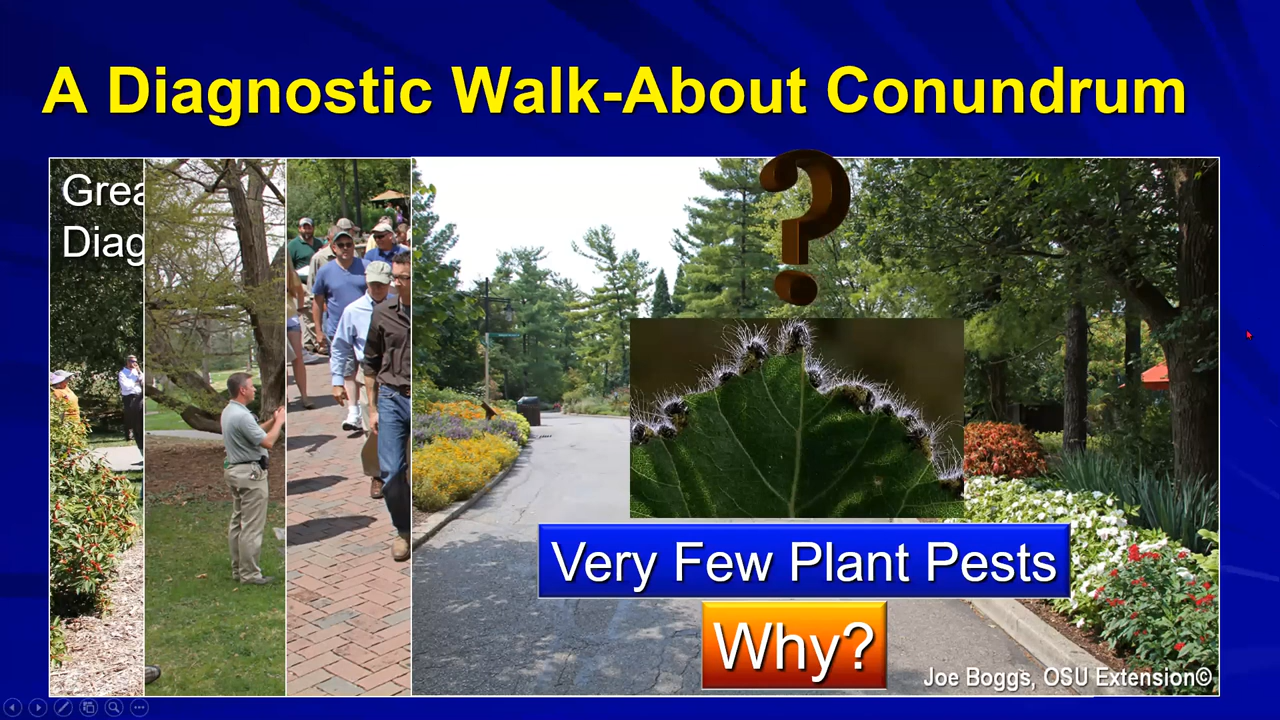 A Diagnostic Walk-About Conundrum
Grea
Diag
?
Very Few Plant Pests
Why?
Joe Boggs, OSU Extension©